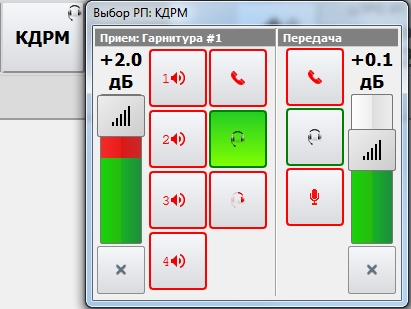 КДРМ
Выбор РП: КДРМ
Прием: Гарнитура #1
Передача
+2.0
дБ
+0.1
дБ
1
2
3
4